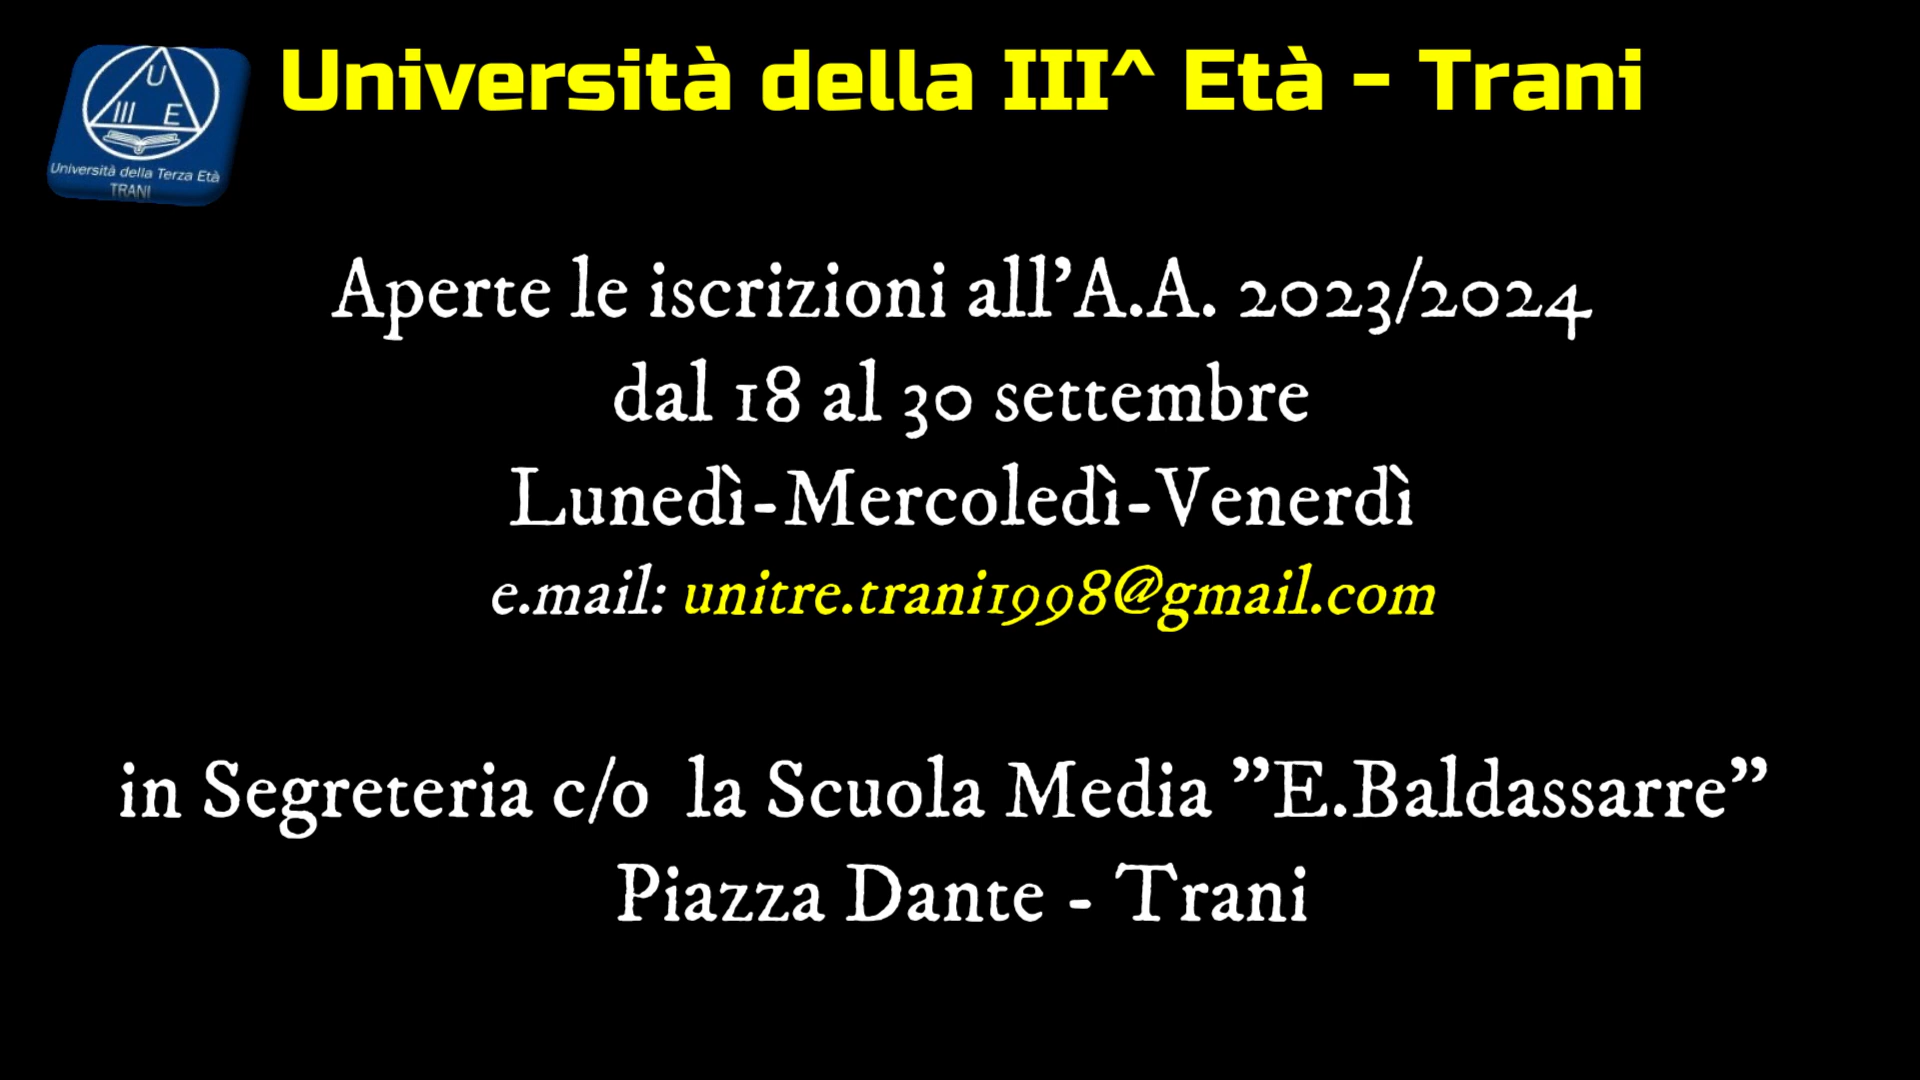 U
III E
Università della Terza Età
TRANI
Università della III^ Età - Trani
Aperte le iscrizioni all’A.A. 2023/2024
dal 18 al 30 settembre
Lunedì-Mercoledì-Venerdì
e.mail: unitre.trani1998@gmail.com
in Segreteria c/o la Scuola Media ”E.Baldassarre”
Piazza Dante - Trani